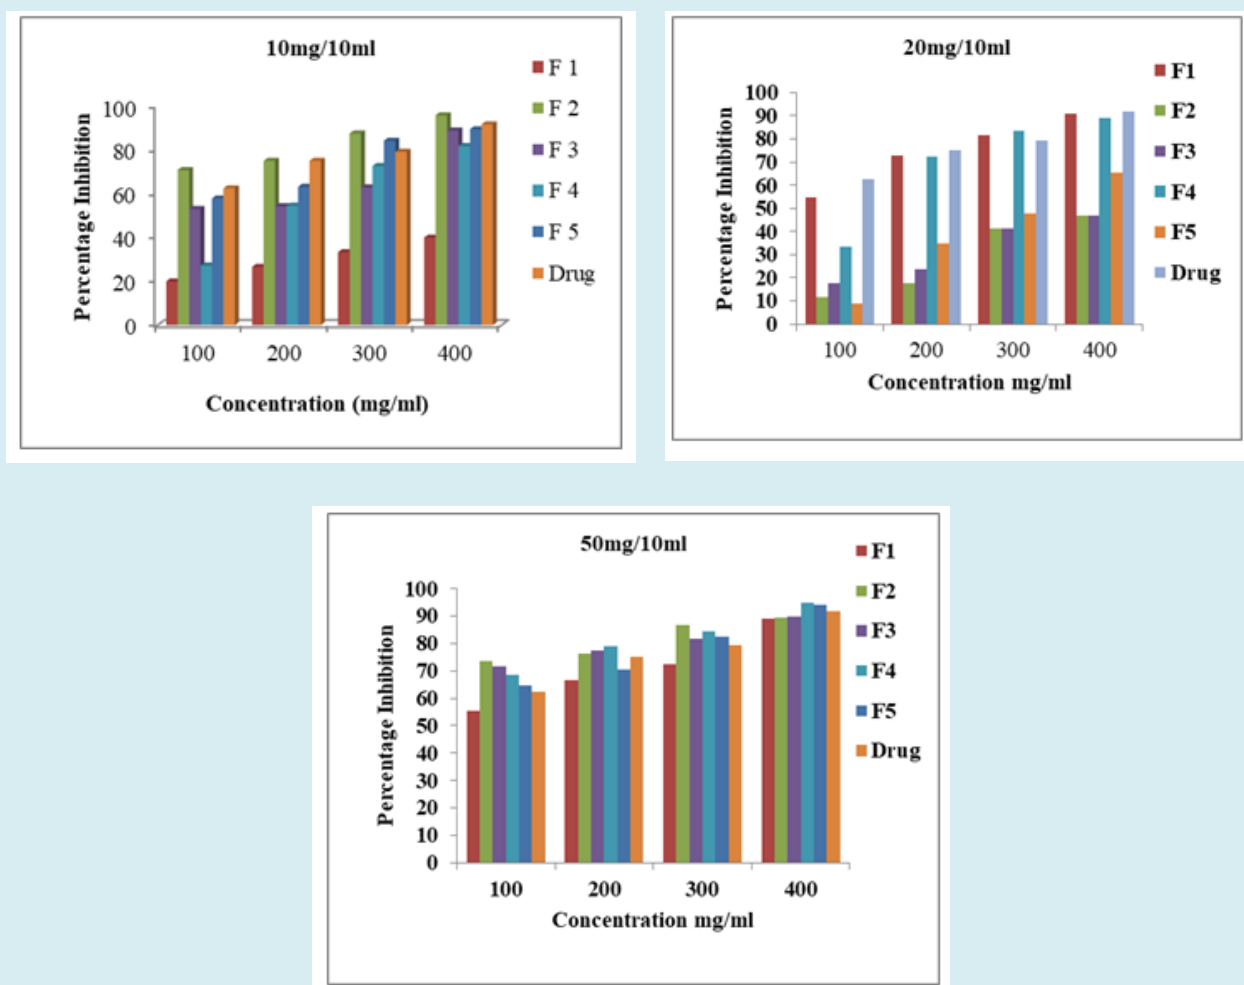 10mg/10ml
Percentage Inhibition
100
80
60
40
20
0
100 200 300 400
Concentration (mg/ml)
F 1
F 2
F 3
F 4
F 5
Drug
20mg/10ml
Percentage Inhibition
100
90
80
70
60
50
40
30
20
10
0
100 200 300 400
Concentration mg/ml
F1
F2
F3
F4
F5
Drug
50mg/10ml
Percentage Inhibition
100
90
80
70
60
50
40
30
20
10
0
100 200 300 400
Concentration mg/ml
F1
F2
F3
F4
F5
Drug